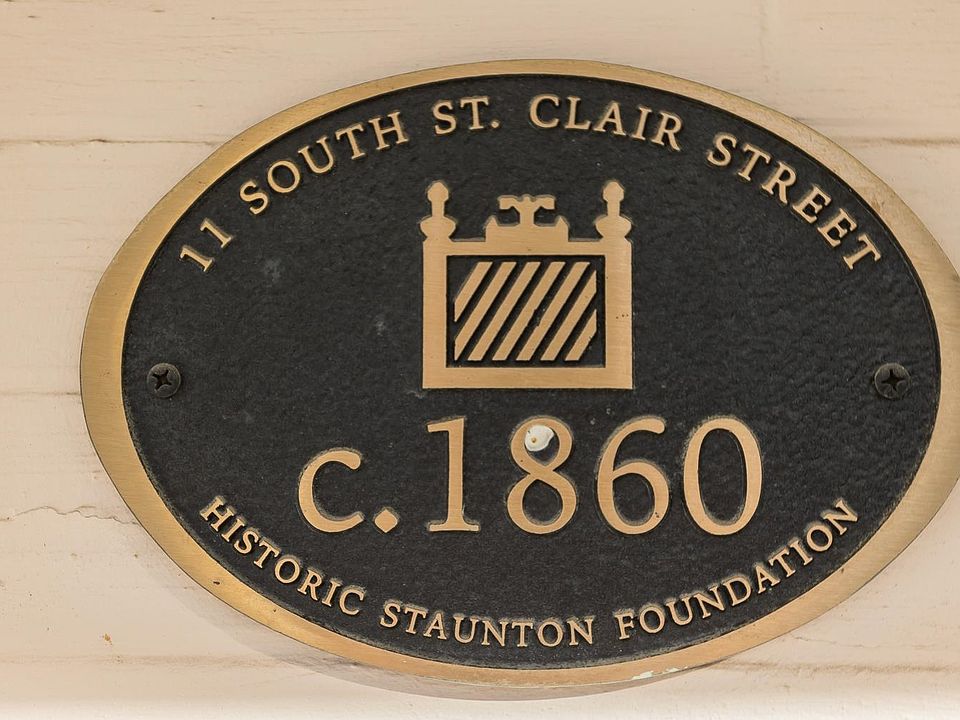 11 SOUTH ST. CLAIR STREET
c. 1860
HISTORIC STAUNTON FOUNDATION